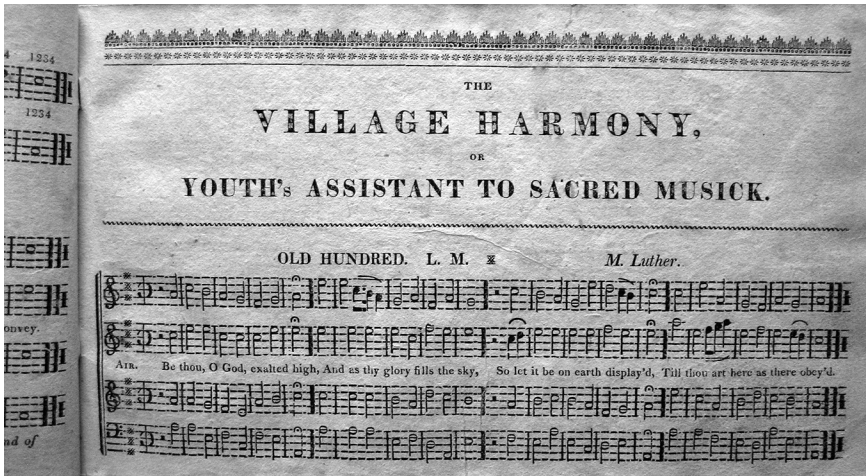 1234
1234
THE
VILLAGE HARMONY,
OR
YOUTH's ASSISTANT TO SACRED MUSICK.
OLD HUNDRED. L. M. M. Luther.
onvey.
AIR. Be thou, O God, exalted high, And as thy glory fills the sky, So let it be on earth display'd, Till thou art here as there obey'd.
nd of